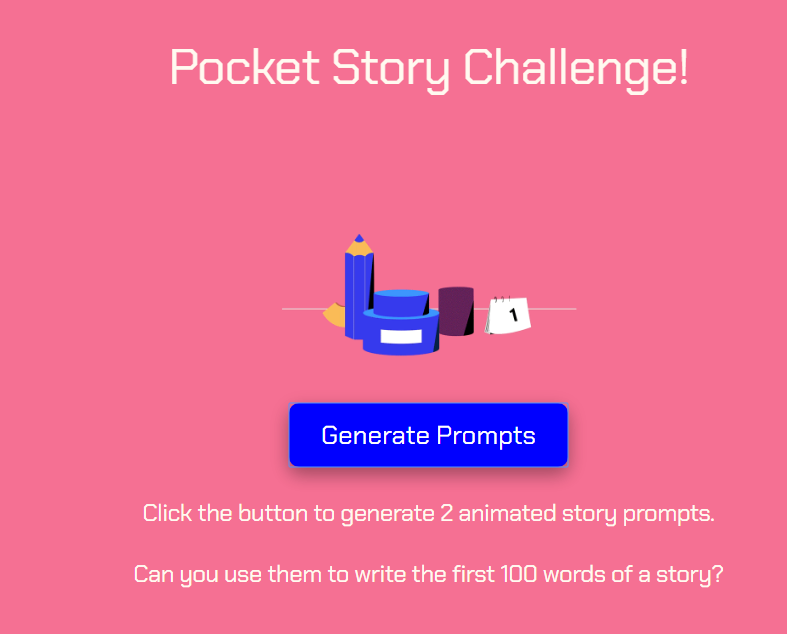 Pocket Story Challenge!
1
Generate Prompts
Click the button to generate 2 animated story prompts.
Can you use them to write the first 100 words of a story?